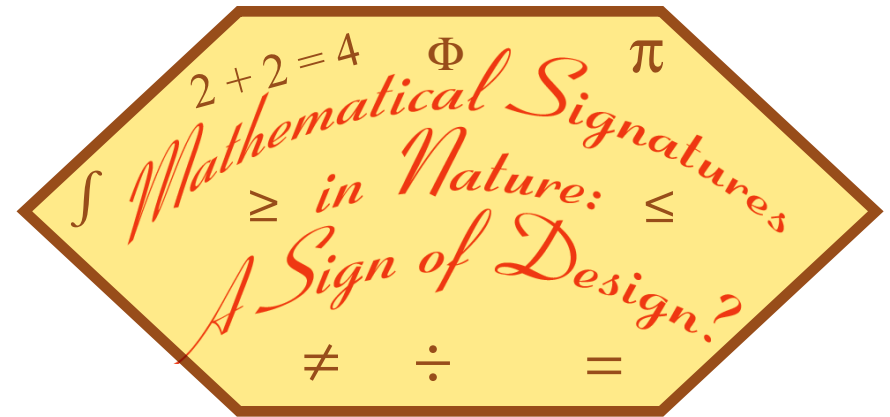 2 + 2 = 4 Φ π
Mathematical Signatures
∫ ≥ in Nature: ≤
A Sign of Design?
≠ ÷ =